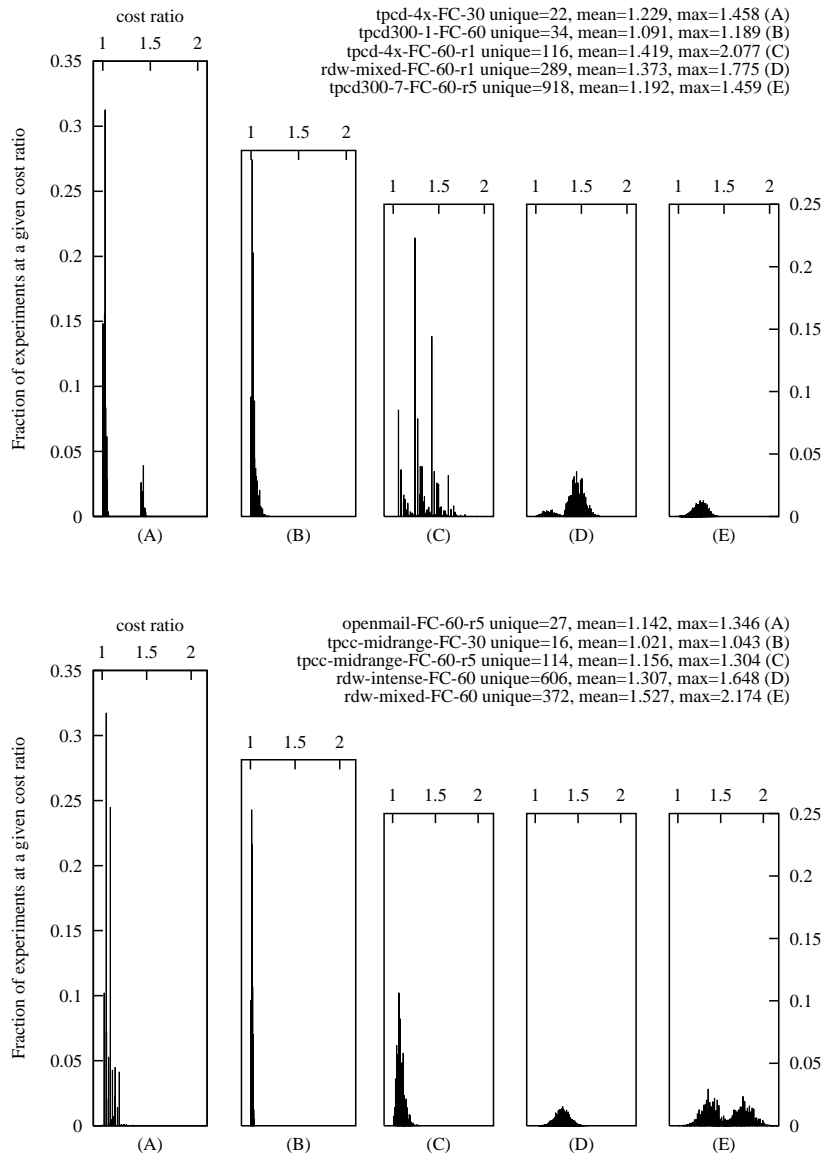 cost ratio
tpcd-4x-FC-30 unique=22, mean=1.229, max=1.458 (A)
tpcd300-1-FC-60 unique=34, mean=1.091, max=1.189 (B)
tpcd-4x-FC-60-r1 unique=116, mean=1.419, max=2.077 (C)
rdw-mixed-FC-60-r1 unique=289, mean=1.373, max=1.775 (D)
tpcd300-7-FC-60-r5 unique=918, mean=1.192, max=1.459 (E)
1 1.5 2
1 1.5 2
1 1.5 2
1 1.5 2
1 1.5 2
Fraction of experiments at a given cost ratio
0.35
0.3
0.25
0.2
0.15
0.1
0.05
0
0.25
0.2
0.15
0.1
0.05
0
(A) (B) (C) (D) (E)
cost ratio
openmail-FC-60-r5 unique=27, mean=1.142, max=1.346 (A)
tpcc-midrange-FC-30 unique=16, mean=1.021, max=1.043 (B)
tpcc-midrange-FC-60-r5 unique=114, mean=1.156, max=1.304 (C)
rdw-intense-FC-60 unique=606, mean=1.307, max=1.648 (D)
rdw-mixed-FC-60 unique=372, mean=1.527, max=2.174 (E)
1 1.5 2
1 1.5 2
1 1.5 2
1 1.5 2
1 1.5 2
Fraction of experiments at a given cost ratio
0.35
0.3
0.25
0.2
0.15
0.1
0.05
0
0.25
0.2
0.15
0.1
0.05
0
(A) (B) (C) (D) (E)